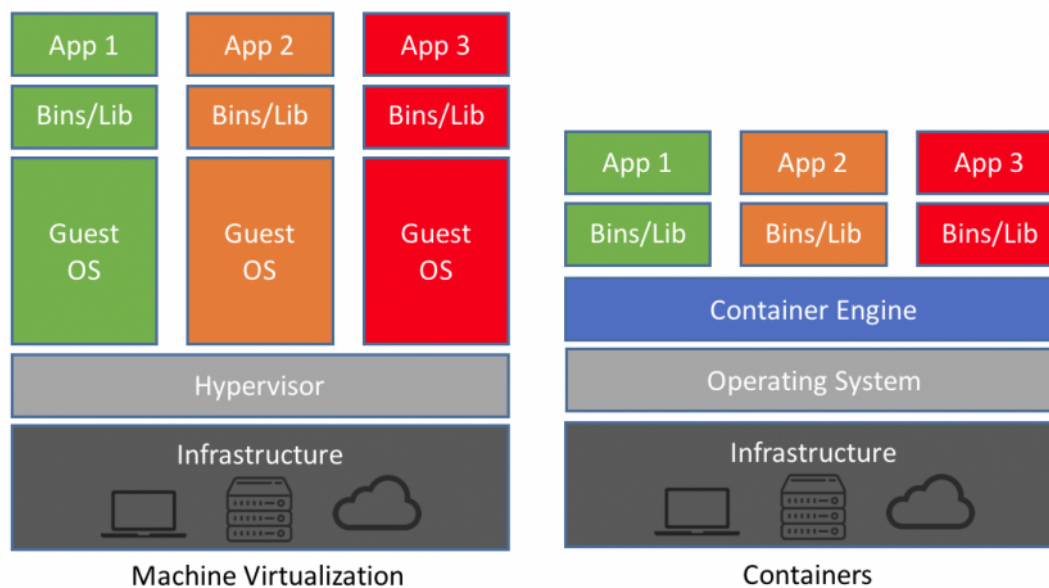 App 1
App 2
App 3
Bins/Lib
Bins/Lib
Bins/Lib
Guest
OS
Guest
OS
Guest
OS
Hypervisor
Infrastructure
Machine Virtualization
App 1
App 2
App 3
Bins/Lib
Bins/Lib
Bins/Lib
Container Engine
Operating System
Infrastructure
Containers